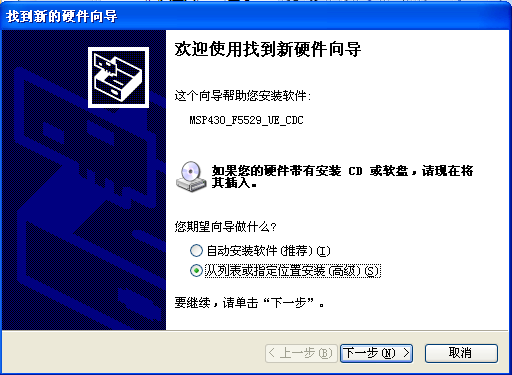 找到新的硬件向导
欢迎使用找到新硬件向导
这个向导帮助您安装软件:
MSP430_F5529_UE_CDC
如果您的硬件带有安装 CD 或软盘，请现在将
其插入。
您期望向导做什么?
自动安装软件(推荐)(I)
从列表或指定位置安装(高级)(S)
要继续，请单击“下一步”。
< 上一步(B)
下一步(N) >
取消